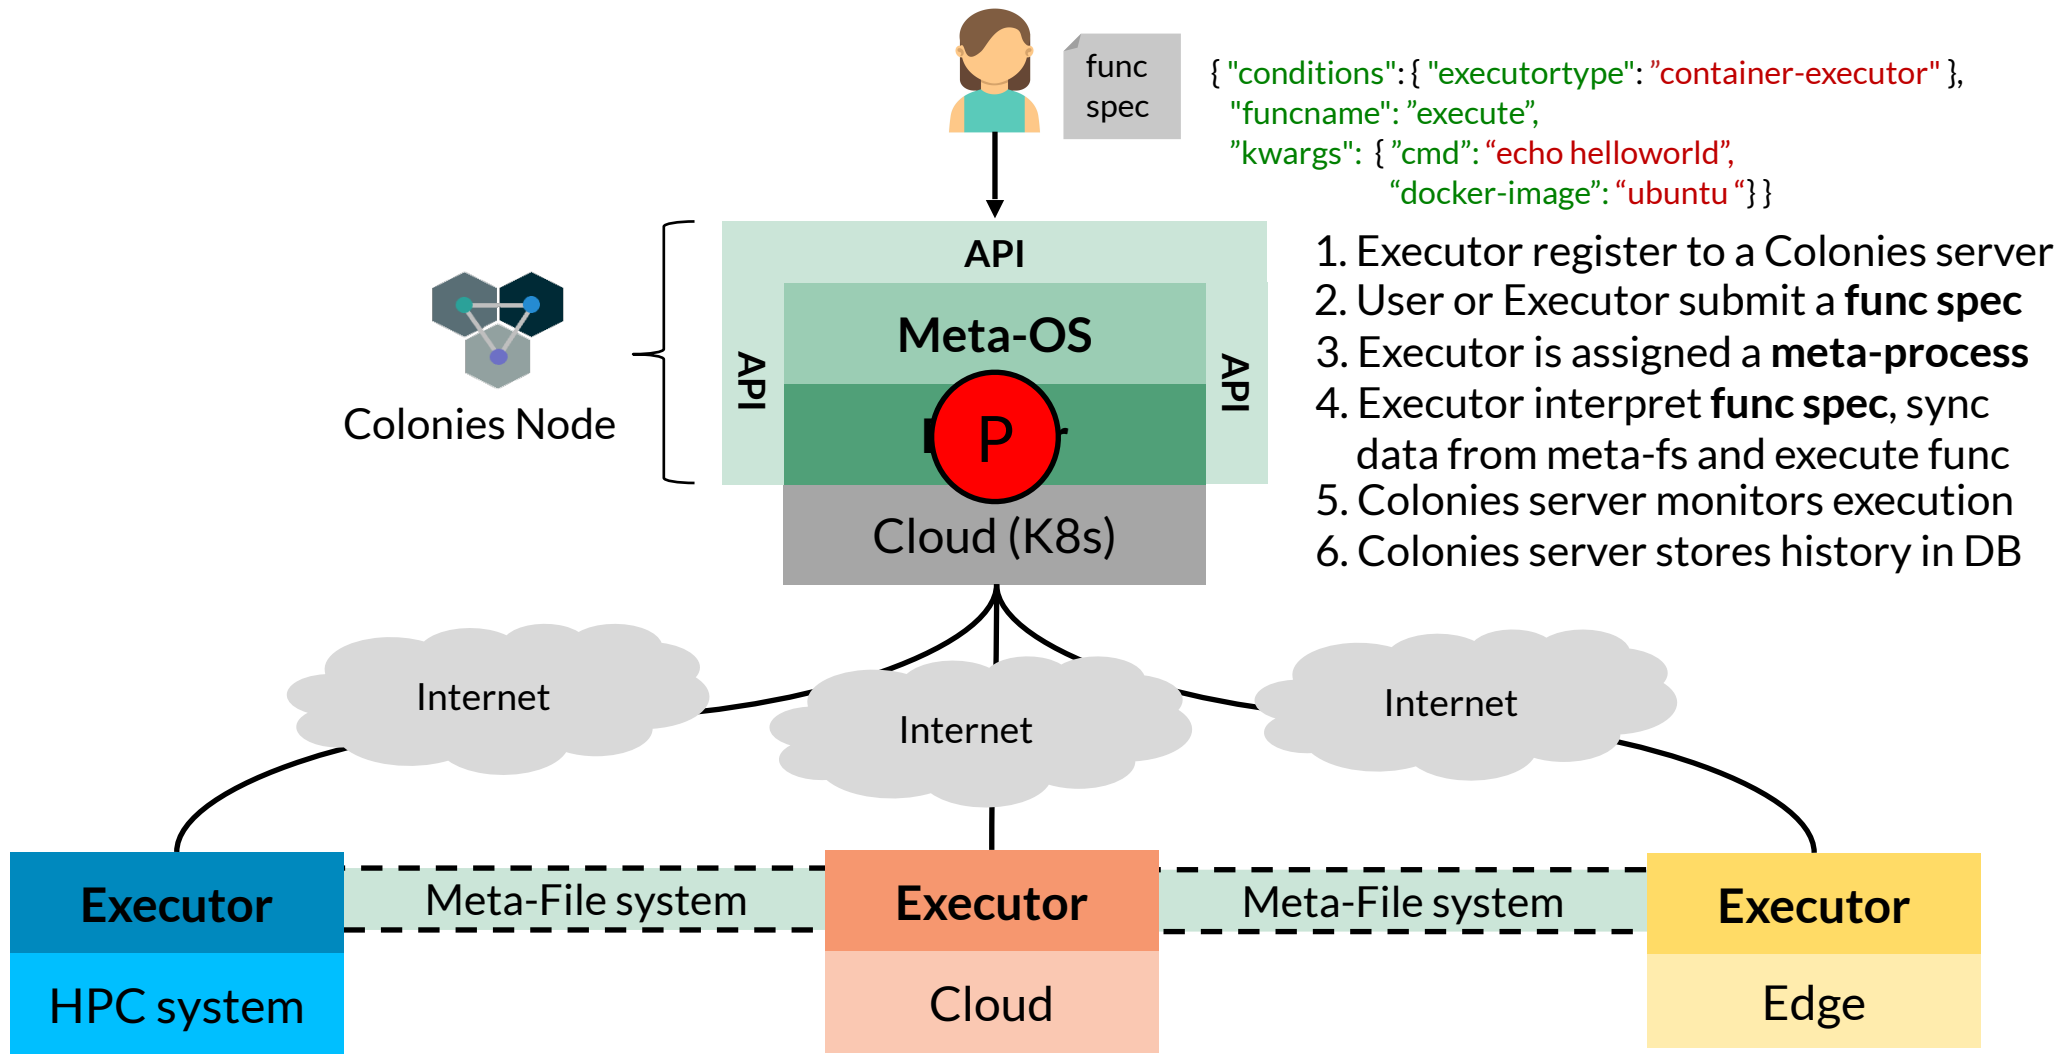 func
spec
{ "conditions": { "executortype": ”container-executor" },
"funcname": ”execute”,
”kwargs": { ”cmd”: “echo helloworld”,
“docker-image”: “ubuntu “} }
API
Meta-OS
API
API
P
Cloud (K8s)
Colonies Node
1. Executor register to a Colonies server
2. User or Executor submit a func spec
3. Executor is assigned a meta-process
4. Executor interpret func spec, sync
data from meta-fs and execute func
5. Colonies server monitors execution
6. Colonies server stores history in DB
Internet
Internet
Internet
Executor
Meta-File system
Executor
Meta-File system
Executor
HPC system
Cloud
Edge